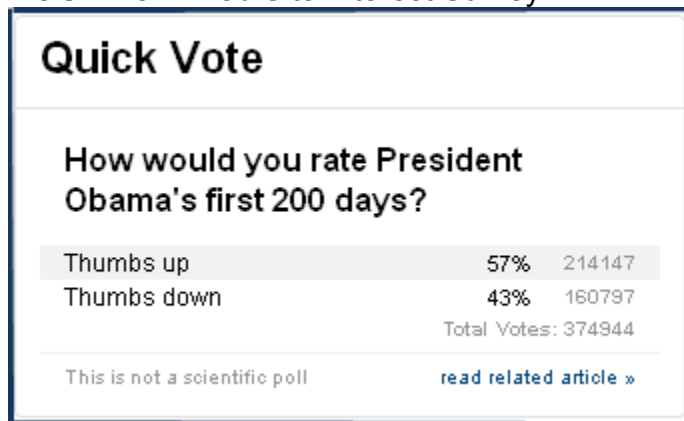 Quick Vote
How would you rate President
Obama's first 200 days?
Thumbs up 57% 214147
Thumbs down 43% 160797
Total Votes: 374944
This is not a scientific poll read related article »